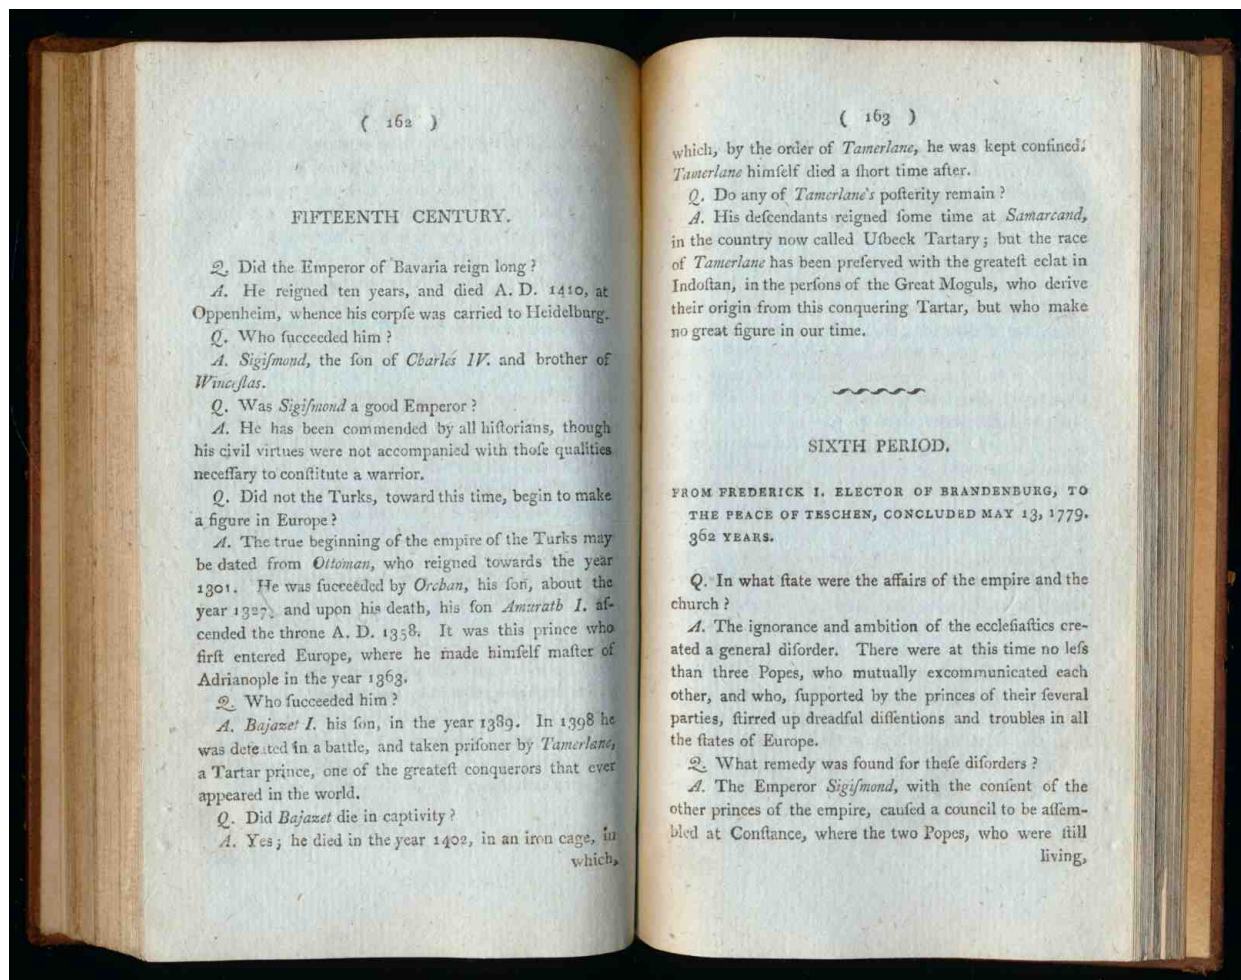 ( 162 )
FIFTEENTH CENTURY.
Q. Did the Emperor of Bavaria reign long ?
A. He reigned ten years, and died A. D. 1410, at
Oppenheim, whence his corpſe was carried to Heidelburg.
Q. Who ſucceeded him ?
A. Sigiſmond, the ſon of Charles IV. and brother of
Winceſlas.
Q. Was Sigiſmond a good Emperor ?
A. He has been commended by all hiſtorians, though
his civil virtues were not accompanied with thoſe qualities
neceſſary to conſtitute a warrior.
Q. Did not the Turks, toward this time, begin to make
a figure in Europe ?
A. The true beginning of the empire of the Turks may
be dated from Ottoman, who reigned towards the year
1301. He was ſucceeded by Orchan, his ſon, about the
year 1327, and upon his death, his ſon Amurath I. aſ-
cended the throne A. D. 1358. It was this prince who
firſt entered Europe, where he made himſelf maſter of
Adrianople in the year 1363.
Q. Who ſucceeded him ?
A. Bajazet I. his ſon, in the year 1389. In 1398 he
was defeated in a battle, and taken priſoner by Tamerlane,
a Tartar prince, one of the greateſt conquerors that ever
appeared in the world.
Q. Did Bajazet die in captivity ?
A. Yes ; he died in the year 1402, in an iron cage, in
which,
( 163 )
which, by the order of Tamerlane, he was kept confined.
Tamerlane himſelf died a ſhort time after.
Q. Do any of Tamerlane's poſterity remain ?
A. His deſcendants reigned ſome time at Samarcand,
in the country now called Uſbeck Tartary ; but the race
of Tamerlane has been preſerved with the greateſt eclat in
Indoſtan, in the perſons of the Great Moguls, who derive
their origin from this conquering Tartar, but who make
no great figure in our time.
SIXTH PERIOD.
FROM FREDERICK I. ELECTOR OF BRANDENBURG, TO
THE PEACE OF TESCHEN, CONCLUDED MAY 13, 1779.
362 YEARS.
Q. In what ſtate were the affairs of the empire and the
church ?
A. The ignorance and ambition of the eccleſiaſtics cre-
ated a general diſorder. There were at this time no leſs
than three Popes, who mutually excommunicated each
other, and who, ſupported by the princes of their ſeveral
parties, ſtirred up dreadful diſſentions and troubles in all
the ſtates of Europe.
Q. What remedy was found for theſe diſorders ?
A. The Emperor Sigiſmond, with the conſent of the
other princes of the empire, cauſed a council to be aſſem-
bled at Conſtance, where the two Popes, who were ſtill
living,